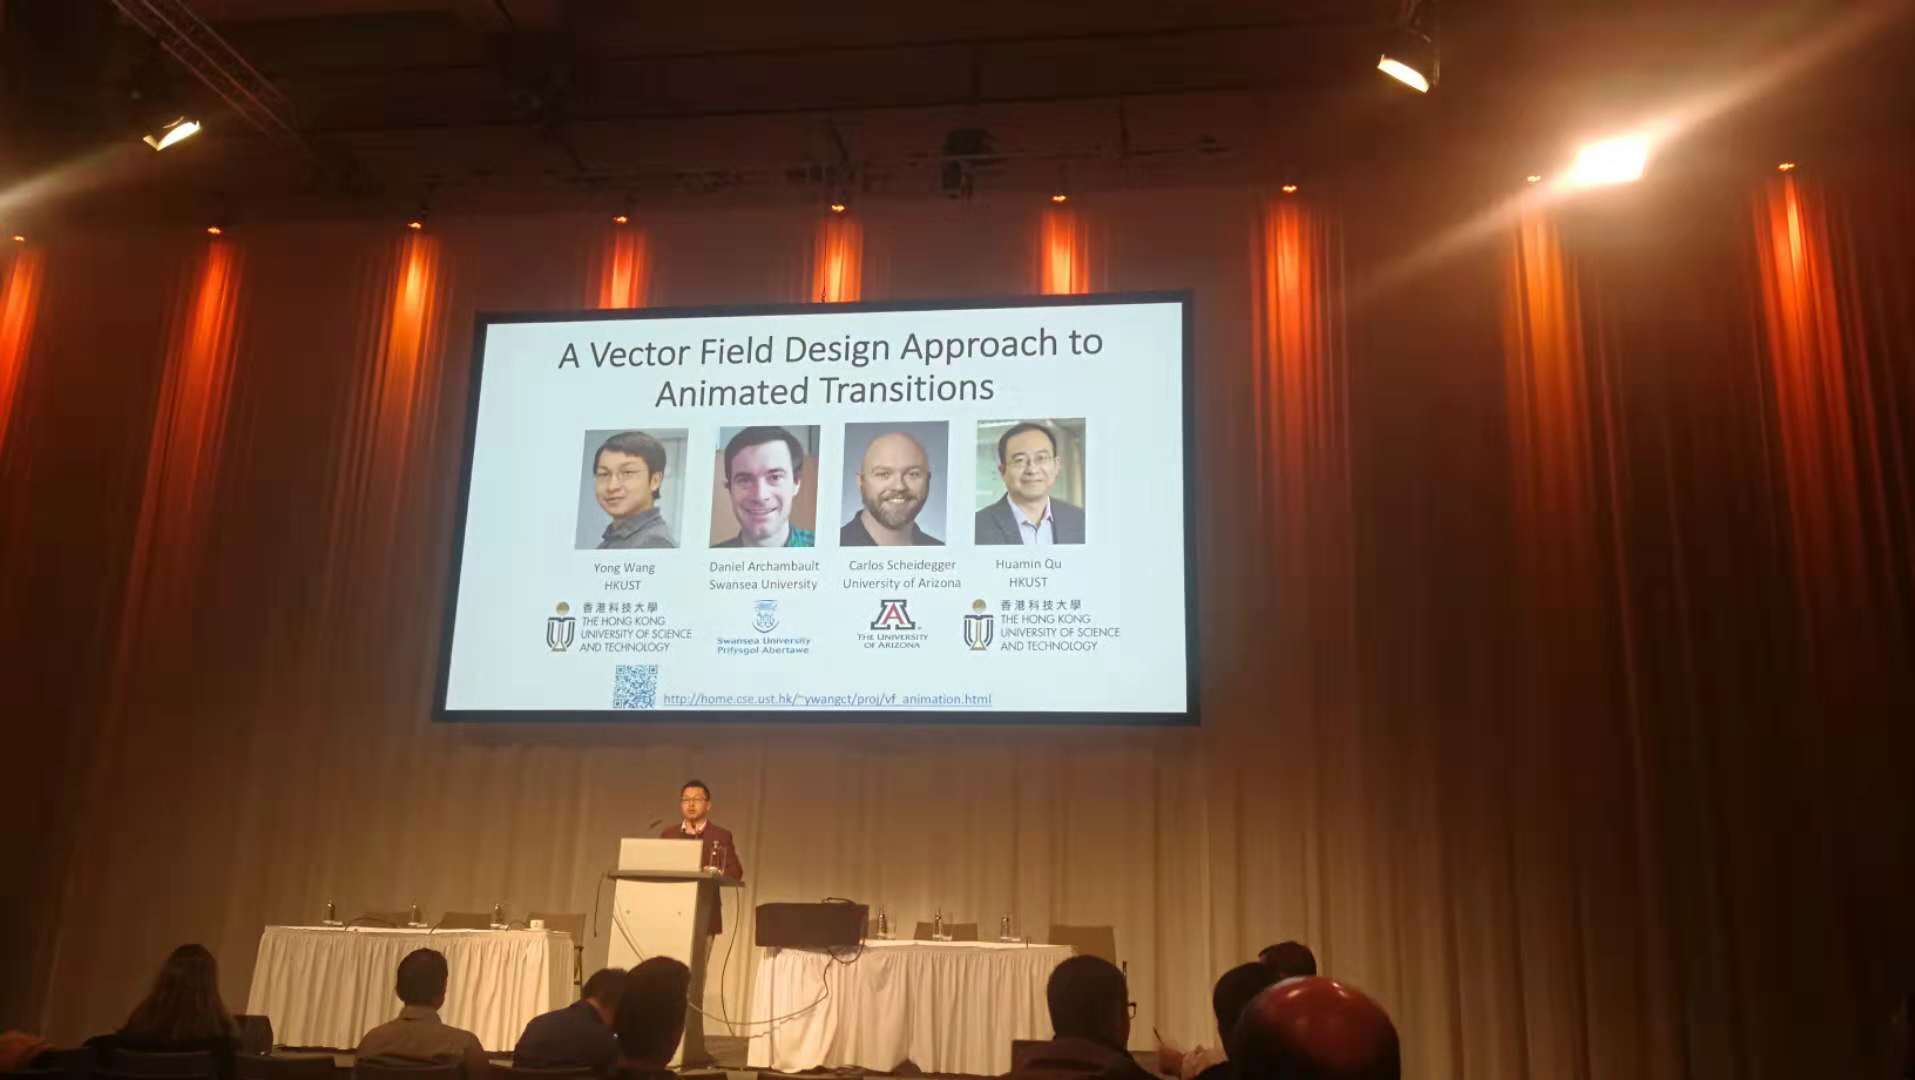 A Vector Field Design Approach to
Animated Transitions
Yong Wang
HKUST
Daniel Archambault
Swansea University
Carlos Scheidegger
University of Arizona
Huamin Qu
HKUST
香港科技大學
THE HONG KONG
UNIVERSITY OF SCIENCE
AND TECHNOLOGY
Swansea University
Prifysgol Abertawe
A
THE UNIVERSITY
OF ARIZONA
香港科技大學
THE HONG KONG
UNIVERSITY OF SCIENCE
AND TECHNOLOGY
http://home.cse.ust.hk/~ywangct/proj/vf_animation.html